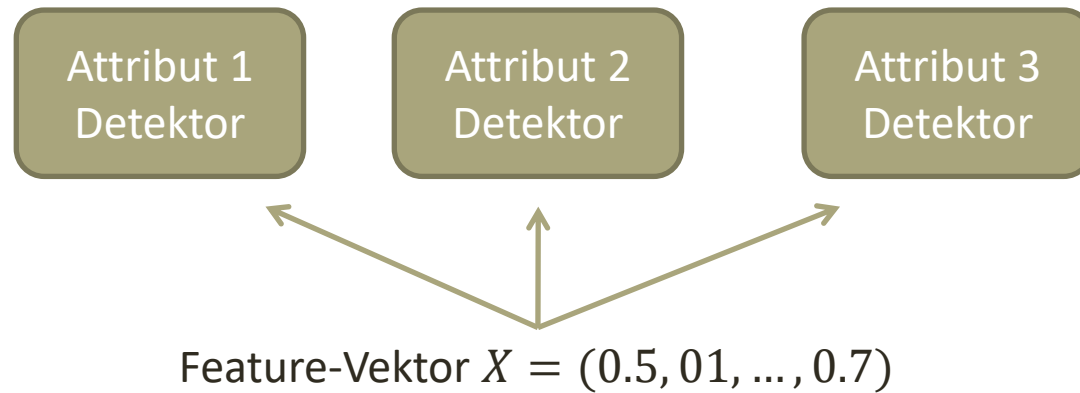 Attribut 1
Detektor
Attribut 2
Detektor
Attribut 3
Detektor
Feature-Vektor X = (0.5, 01, … , 0.7)